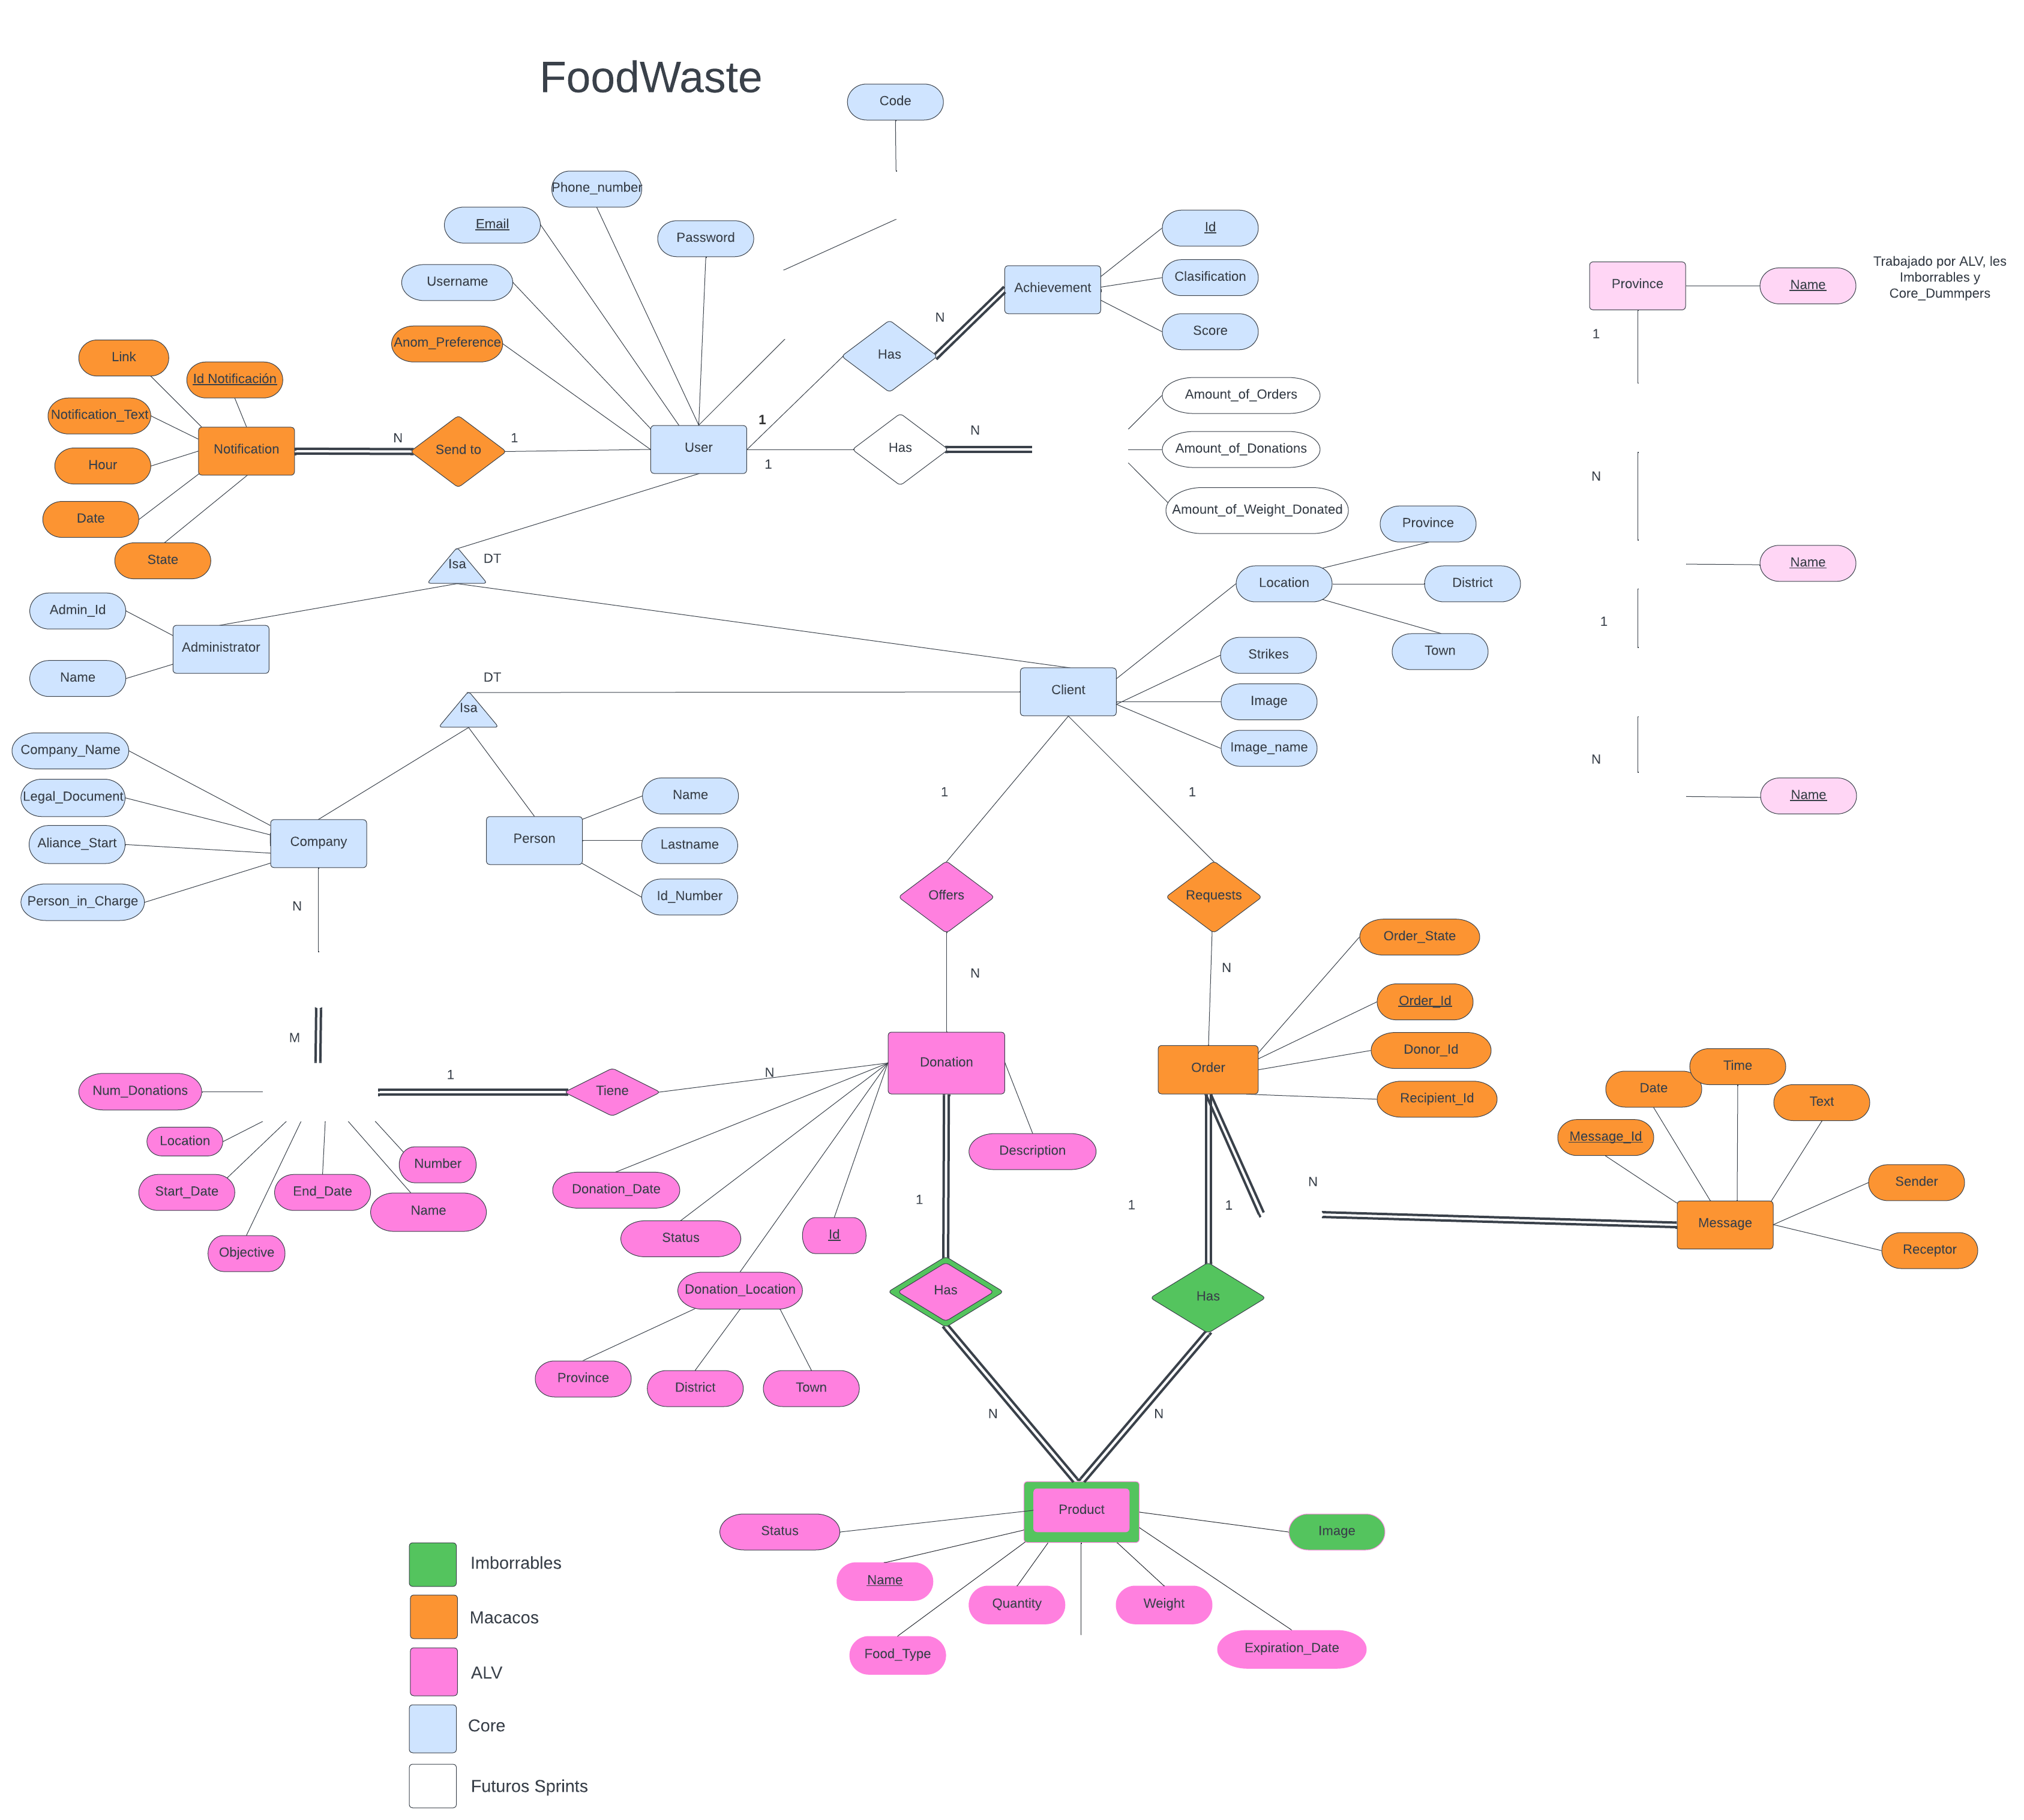 FoodWaste
Code
Phone_number
Email
Password
Username
Anom_Preference
Id
Clasification
Score
Achievement
N
Has
Province
Name
Trabajado por ALV, les
Imborrables y
Core_Dummpers
1
Link
Id Notificación
Notification_Text
Hour
Date
State
Notification
N
Send to
1
User
1
1
Has
N
Amount_of_Orders
Amount_of_Donations
Amount_of_Weight_Donated
N
Name
1
N
Name
Isa
DT
Province
Location
District
Town
Admin_Id
Administrator
Name
DT
Isa
Client
Strikes
Image
Image_name
Company_Name
Legal_Document
Aliance_Start
Person_in_Charge
Company
Person
Name
Lastname
Id_Number
1
1
N
Offers
Requests
N
N
Order_State
Order_Id
Donor_Id
Recipient_Id
Order
Donation
M
1
Tiene
N
Num_Donations
Location
Start_Date
End_Date
Number
Name
Objective
Description
Donation_Date
Status
Id
Donation_Location
Province
District
Town
1
1
1
N
Message_Id
Date
Time
Text
Sender
Receptor
Message
Has
Has
N
N
Product
Status
Name
Food_Type
Quantity
Weight
Expiration_Date
Image
Imborrables
Macacos
ALV
Core
Futuros Sprints